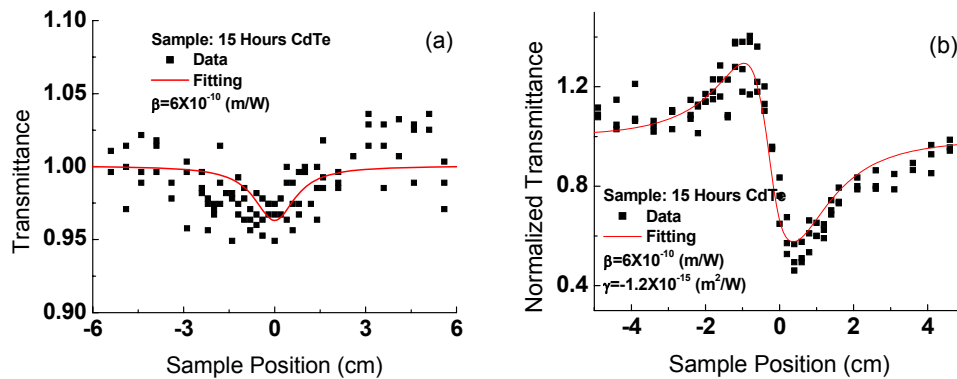 1.10
1.05
1.00
0.95
0.90
Transmittance
(a)
Sample: 15 Hours CdTe
Data
Fitting
β=6X10⁻¹⁰ (m/W)
-6 -3 0 3 6
Sample Position (cm)
1.2
0.8
0.4
Normalized Transmittance
(b)
Sample: 15 Hours CdTe
Data
Fitting
β=6X10⁻¹⁰ (m/W)
γ=-1.2X10⁻¹⁵ (m²/W)
-4 -2 0 2 4
Sample Position (cm)